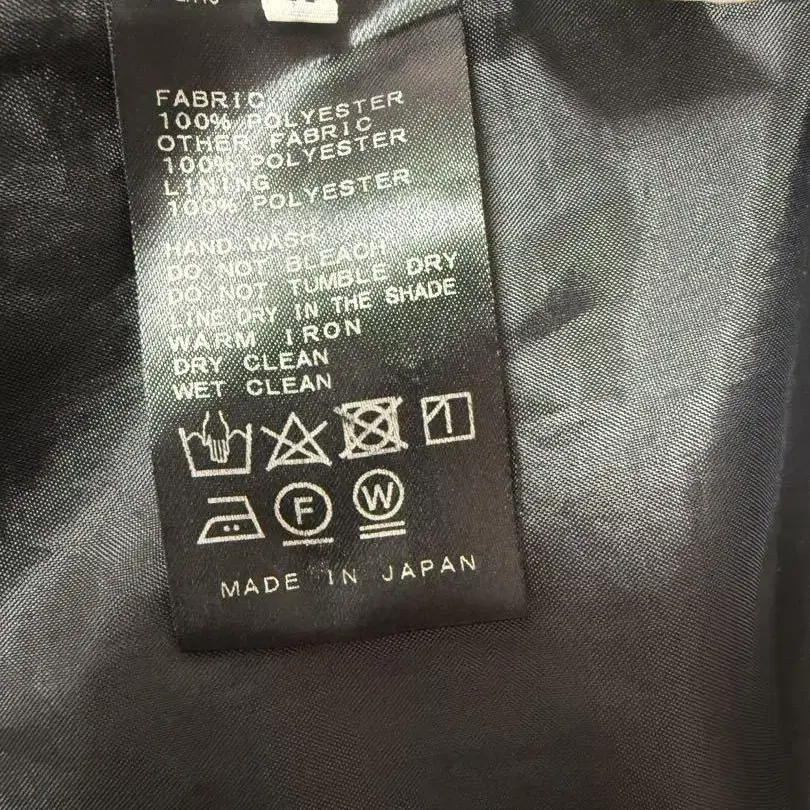 FABRIC
100% POLYESTER
OTHER FABRIC
100% POLYESTER
LINING
100% POLYESTER
HAND WASH
DO NOT BLEACH
DO NOT TUMBLE DRY
LINE DRY IN THE SHADE
WARM IRON
DRY CLEAN
WET CLEAN
F W
MADE IN JAPAN